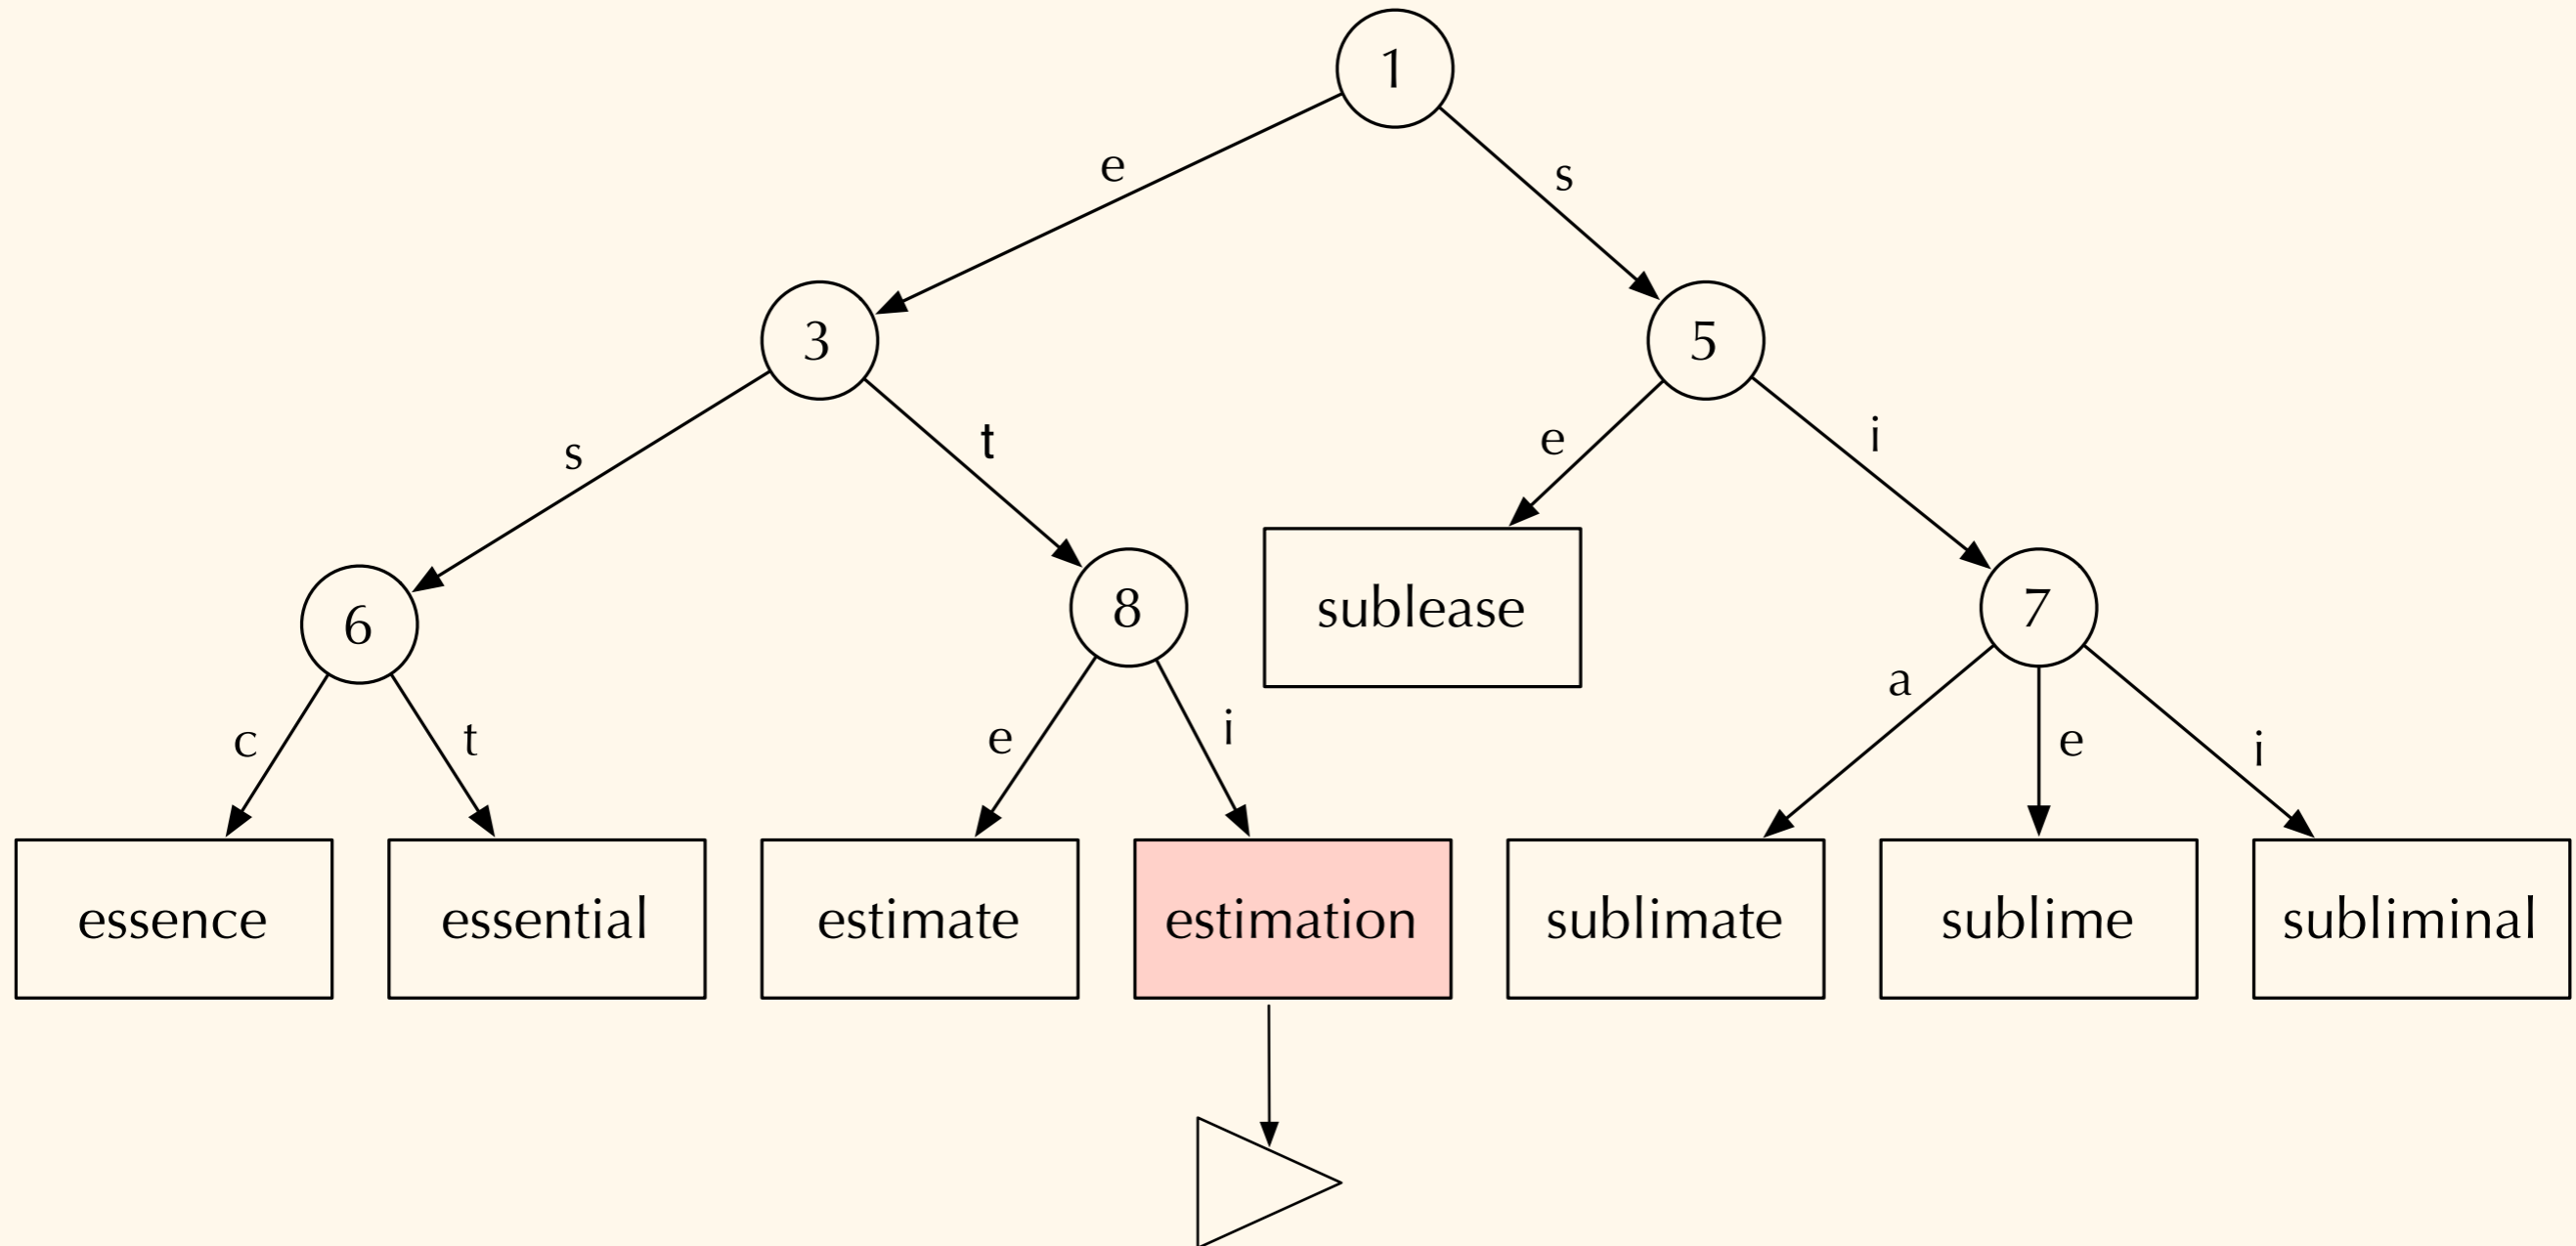 1
e
s
3
5
s
t
e
i
6
8
sublease
7
c
t
e
i
a
e
i
essence
essential
estimate
estimation
sublimate
sublime
subliminal